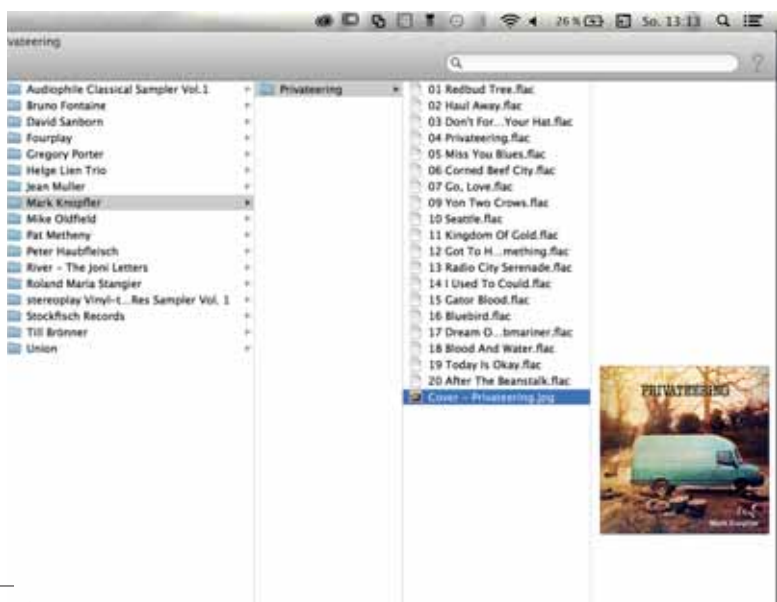 26 %
So. 13:13
vateering
?
Audiophile Classical Sampler Vol.1
Bruno Fontaine
David Sanborn
Fourplay
Gregory Porter
Helge Lien Trio
Jean Muller
Mark Knopfler
Mike Oldfield
Pat Metheny
Peter Haubfleisch
River – The Joni Letters
Roland Maria Stangier
stereoplay Vinyl-t...Res Sampler Vol. 1
Stockfisch Records
Till Brönner
Union
Privateering
01 Redbud Tree.flac
02 Haul Away.flac
03 Don't For...Your Hat.flac
04 Privateering.flac
05 Miss You Blues.flac
06 Corned Beef City.flac
07 Go, Love.flac
09 Yon Two Crows.flac
10 Seattle.flac
11 Kingdom Of Gold.flac
12 Got To H...mething.flac
13 Radio City Serenade.flac
14 I Used To Could.flac
15 Gator Blood.flac
16 Bluebird.flac
17 Dream O...bmariner.flac
18 Blood And Water.flac
19 Today Is Okay.flac
20 After The Beanstalk.flac
Cover – Privateering.jpg
PRIVATEERING
Mark Knopfler